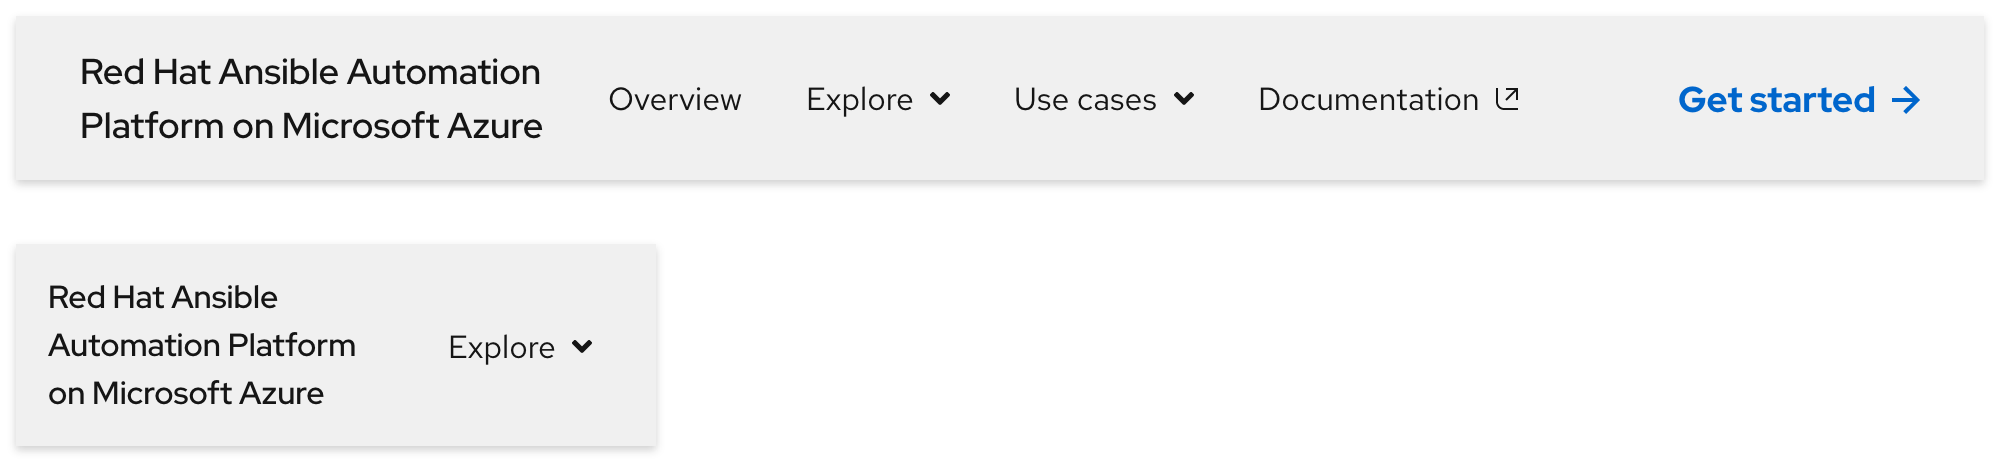 Red Hat Ansible Automation
Platform on Microsoft Azure
Overview
Explore
Use cases
Documentation
Get started
Red Hat Ansible
Automation Platform
on Microsoft Azure
Explore